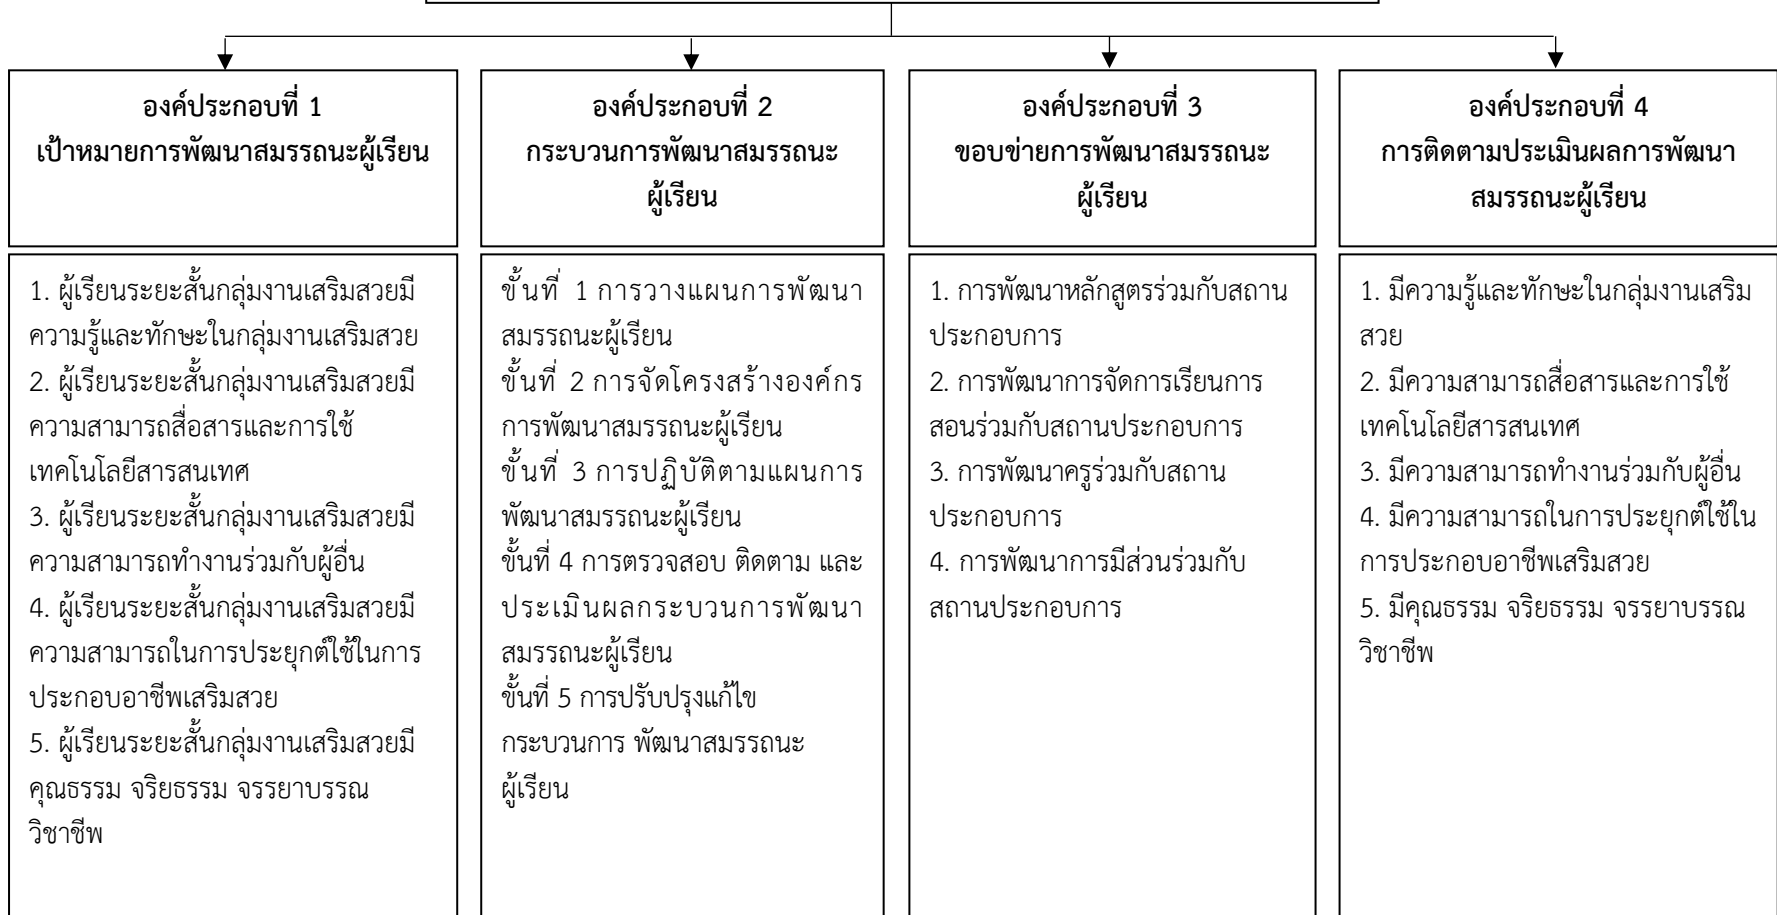 องค์ประกอบที่ 1
เป้าหมายการพัฒนาสมรรถนะผู้เรียน
องค์ประกอบที่ 2
กระบวนการพัฒนาสมรรถนะ
ผู้เรียน
องค์ประกอบที่ 3
ขอบข่ายการพัฒนาสมรรถนะ
ผู้เรียน
องค์ประกอบที่ 4
การติดตามประเมินผลการพัฒนา
สมรรถนะผู้เรียน
1. ผู้เรียนระยะสั้นกลุ่มงานเสริมสวยมี
ความรู้และทักษะในกลุ่มงานเสริมสวย
2. ผู้เรียนระยะสั้นกลุ่มงานเสริมสวยมี
ความสามารถสื่อสารและการใช้
เทคโนโลยีสารสนเทศ
3. ผู้เรียนระยะสั้นกลุ่มงานเสริมสวยมี
ความสามารถทำงานร่วมกับผู้อื่น
4. ผู้เรียนระยะสั้นกลุ่มงานเสริมสวยมี
ความสามารถในการประยุกต์ใช้ในการ
ประกอบอาชีพเสริมสวย
5. ผู้เรียนระยะสั้นกลุ่มงานเสริมสวยมี
คุณธรรม จริยธรรม จรรยาบรรณ
วิชาชีพ
ขั้นที่ 1 การวางแผนการพัฒนา
สมรรถนะผู้เรียน
ขั้นที่ 2 การจัดโครงสร้างองค์กร
การพัฒนาสมรรถนะผู้เรียน
ขั้นที่ 3 การปฏิบัติตามแผนการ
พัฒนาสมรรถนะผู้เรียน
ขั้นที่ 4 การตรวจสอบ ติดตาม และ
ประเมินผลกระบวนการพัฒนา
สมรรถนะผู้เรียน
ขั้นที่ 5 การปรับปรุงแก้ไข
กระบวนการ พัฒนาสมรรถนะ
ผู้เรียน
1. การพัฒนาหลักสูตรร่วมกับสถาน
ประกอบการ
2. การพัฒนาการจัดการเรียนการ
สอนร่วมกับสถานประกอบการ
3. การพัฒนาครูร่วมกับสถาน
ประกอบการ
4. การพัฒนาการมีส่วนร่วมกับ
สถานประกอบการ
1. มีความรู้และทักษะในกลุ่มงานเสริม
สวย
2. มีความสามารถสื่อสารและการใช้
เทคโนโลยีสารสนเทศ
3. มีความสามารถทำงานร่วมกับผู้อื่น
4. มีความสามารถในการประยุกต์ใช้ใน
การประกอบอาชีพเสริมสวย
5. มีคุณธรรม จริยธรรม จรรยาบรรณ
วิชาชีพ